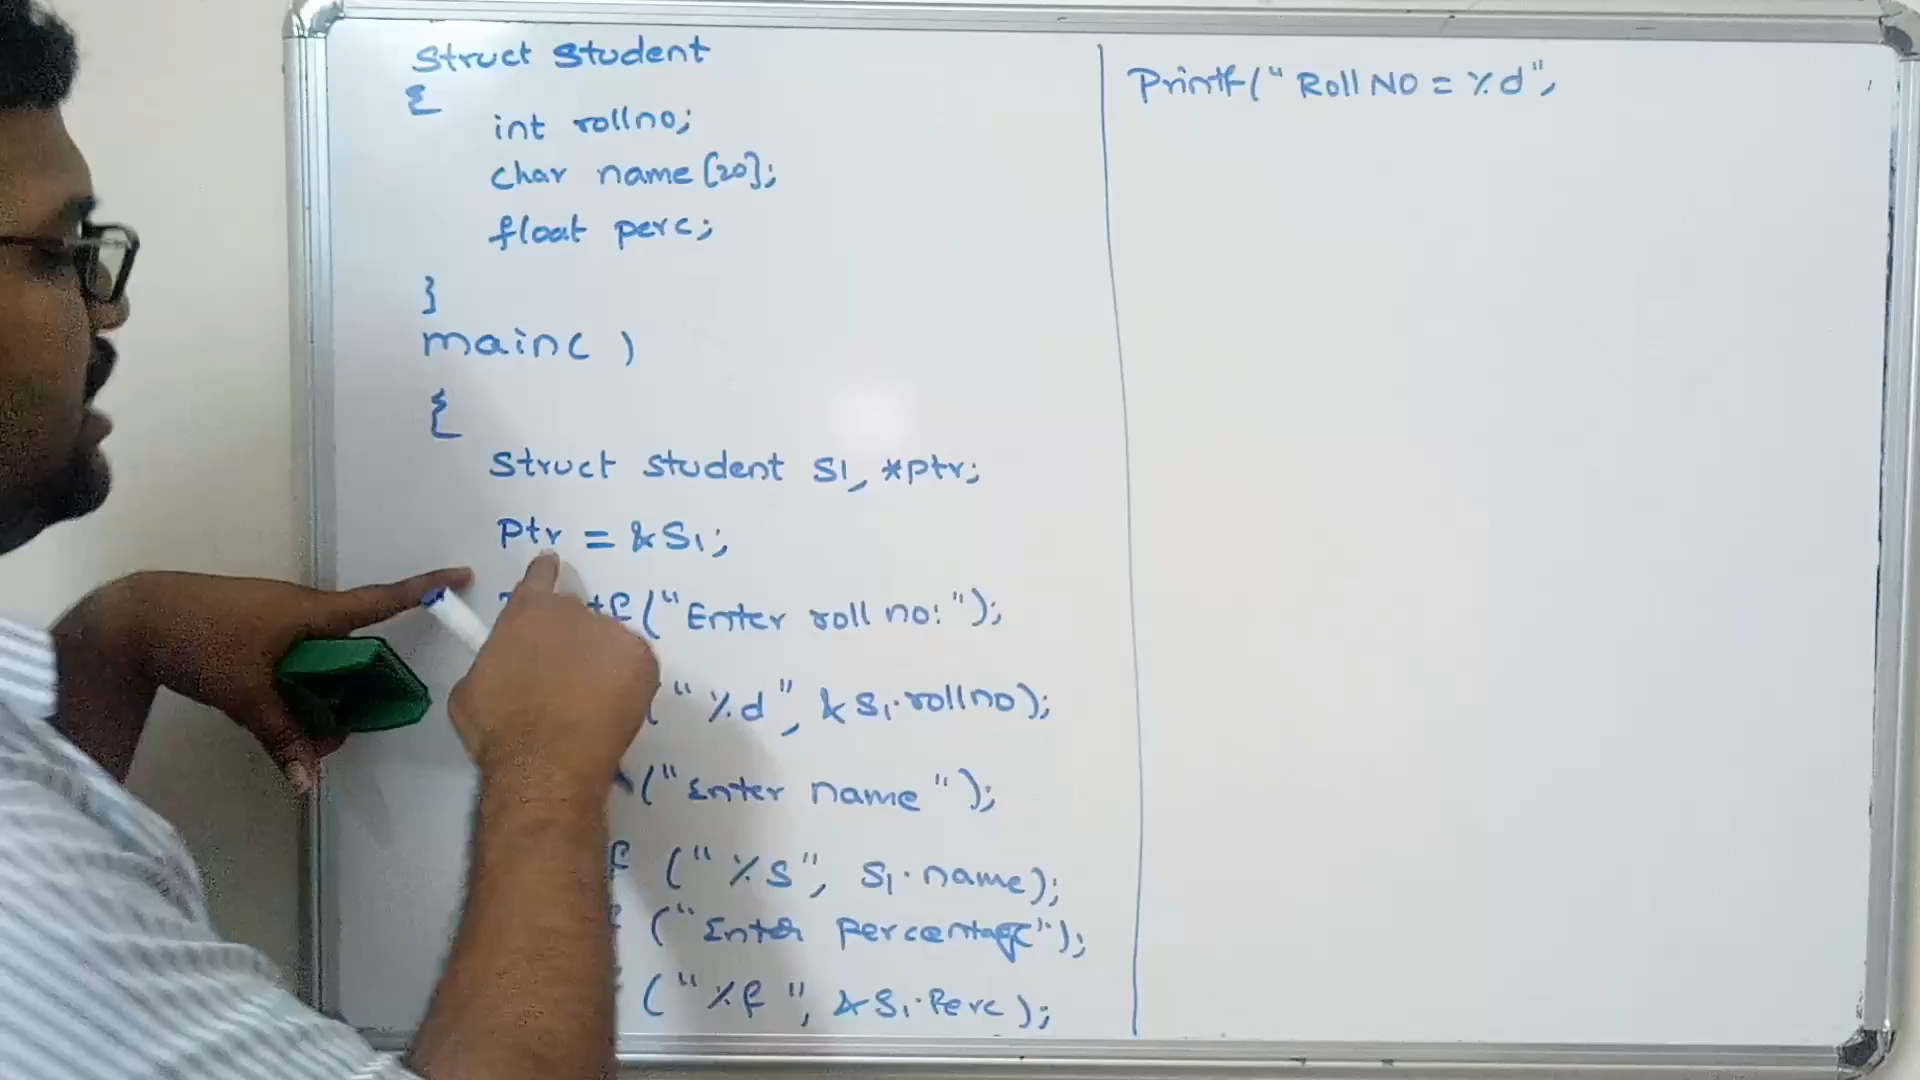 Struct Student
{
int rollno;
char name[20];
float perc;
}
main( )
{
Struct Student S1, *ptr;
Ptr = &S1;
("Enter roll no: ");
("%d", &S1.rollno);
("Enter name ");
("%s", S1.name);
("Enter percentage");
("%f ", &S1.Perc );
Printf(" Roll NO = %d",